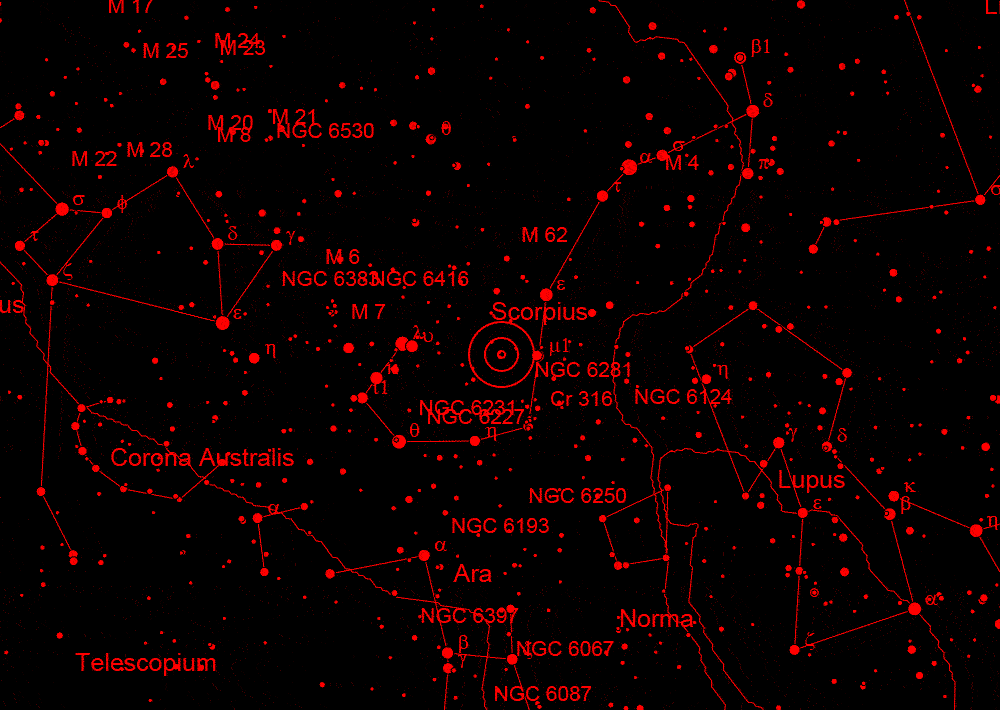 M 17
β1
M 24
M 23
M 25
δ
M 21
M 20
M 8
NGC 6530
θ
M 28
M 22
λ
α
σ
M 4
π
σ
φ
τ
σ
τ
δ
γ
M 62
M 6
ζ
NGC 6383
NGC 6416
ε
us
M 7
Scorpius
ε
λ
υ
η
μ1
κ
NGC 6281
η
ι1
Cr 316
NGC 6124
NGC 6231
NGC 6227
θ
η
γ
δ
Corona Australis
Lupus
κ
NGC 6250
β
ε
α
NGC 6193
η
α
Ara
α
NGC 6397
Norma
β
ζ
NGC 6067
γ
Telescopium
NGC 6087